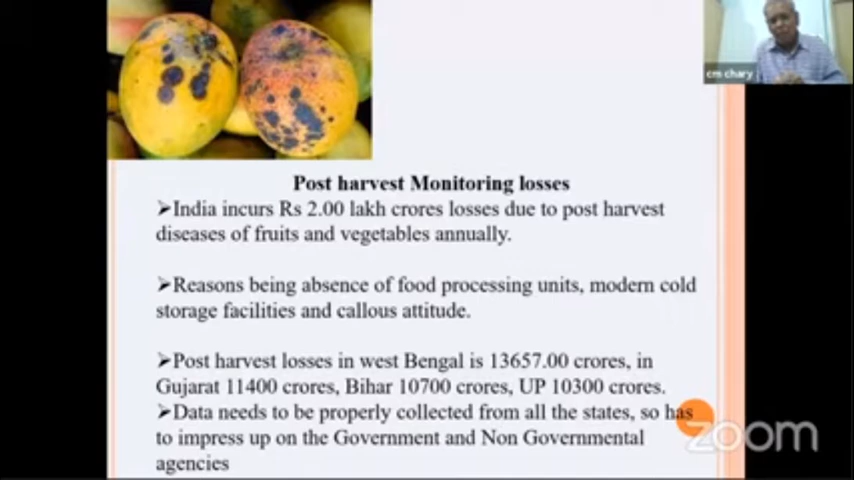 cm chary
Post harvest Monitoring losses
➢India incurs Rs 2.00 lakh crores losses due to post harvest
diseases of fruits and vegetables annually.
➢Reasons being absence of food processing units, modern cold
storage facilities and callous attitude.
➢Post harvest losses in west Bengal is 13657.00 crores, in
Gujarat 11400 crores, Bihar 10700 crores, UP 10300 crores.
➢Data needs to be properly collected from all the states, so has
to impress up on the Government and Non Governmental
agencies
zoom